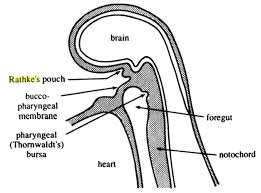 brain
Rathke's pouch
bucco-
pharyngeal
membrane
foregut
pharyngeal
(Thornwaldt's)
bursa
heart
notochord